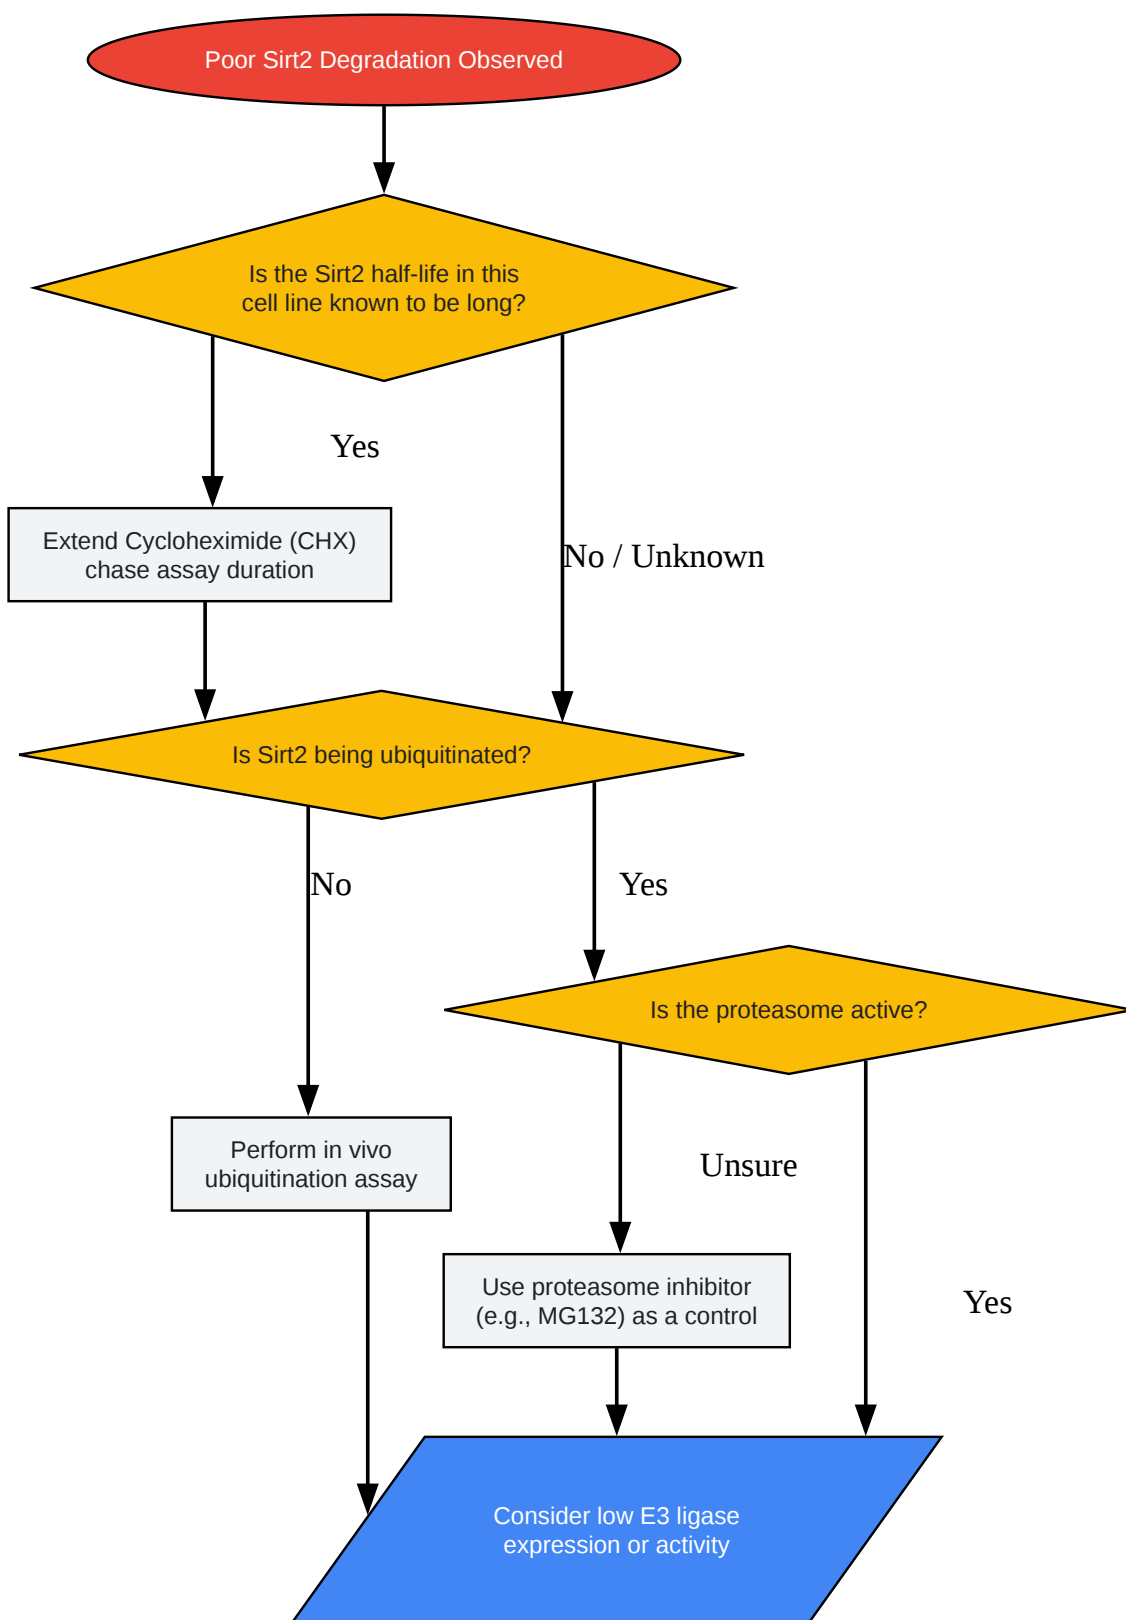 Poor Sirt2 Degradation Observed
Is the Sirt2 half-life in this
cell line known to be long?
Yes
Extend Cycloheximide (CHX)
chase assay duration
No / Unknown
Is Sirt2 being ubiquitinated?
No
Yes
Is the proteasome active?
Perform in vivo
ubiquitination assay
Unsure
Use proteasome inhibitor
(e.g., MG132) as a control
Yes
Consider low E3 ligase
expression or activity